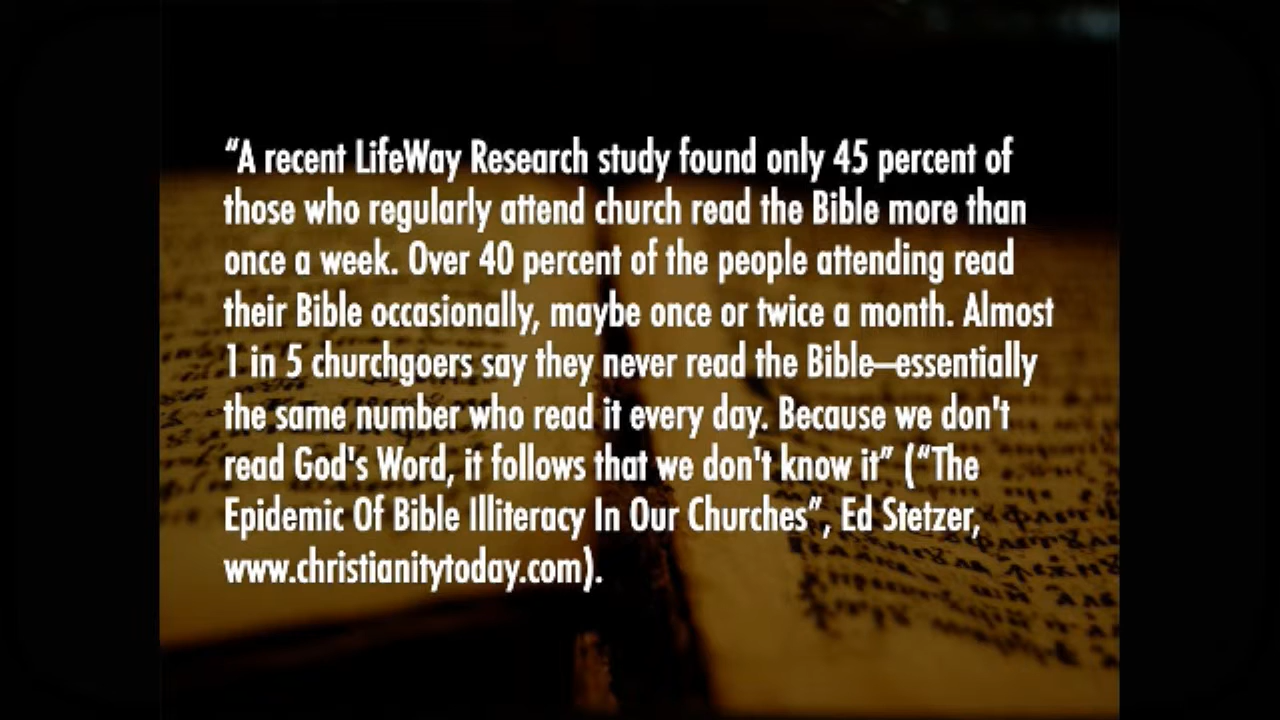 “A recent LifeWay Research study found only 45 percent of
those who regularly attend church read the Bible more than
once a week. Over 40 percent of the people attending read
their Bible occasionally, maybe once or twice a month. Almost
1 in 5 churchgoers say they never read the Bible—essentially
the same number who read it every day. Because we don't
read God's Word, it follows that we don't know it” (“The
Epidemic Of Bible Illiteracy In Our Churches”, Ed Stetzer,
www.christianitytoday.com).